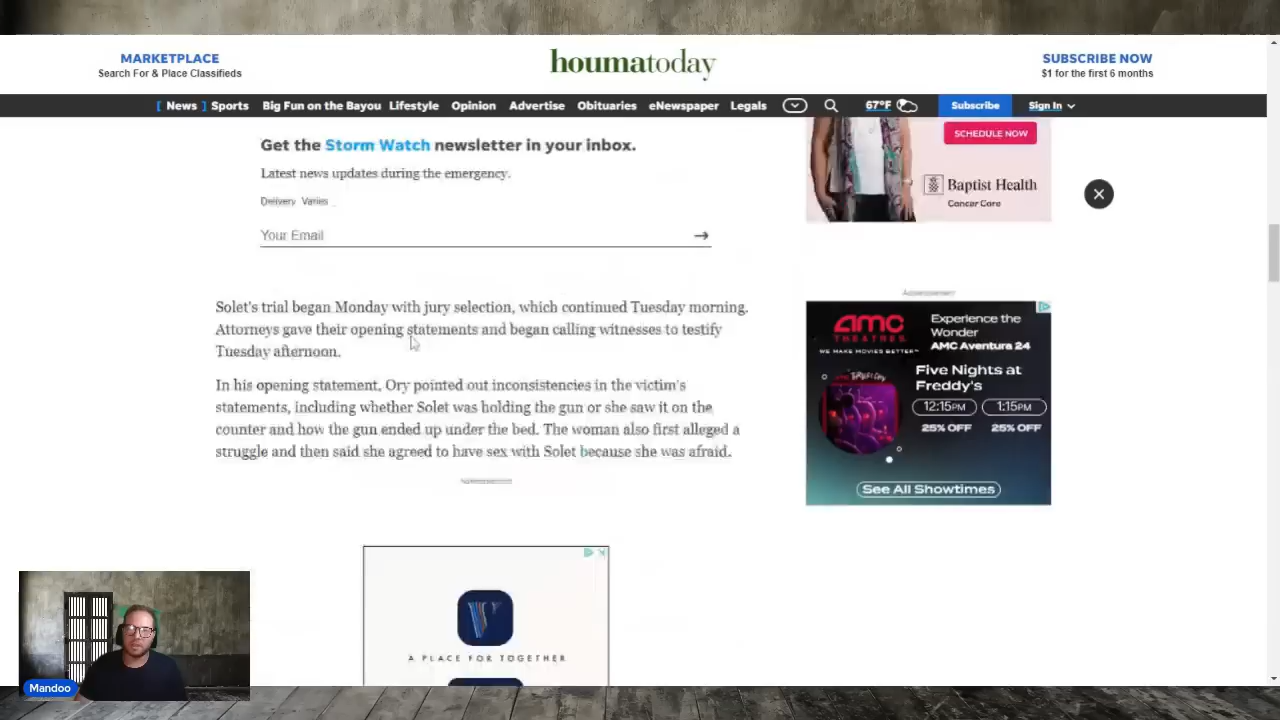 MARKETPLACE
Search For & Place Classifieds
houmatoday
SUBSCRIBE NOW
$1 for the first 6 months
[ News ] Sports Big Fun on the Bayou Lifestyle Opinion Advertise Obituaries eNewspaper Legals 67°F Subscribe Sign In
Get the Storm Watch newsletter in your inbox.
Latest news updates during the emergency.
Delivery Varies
Your Email
SCHEDULE NOW
Baptist Health
Cancer Care
Solet's trial began Monday with jury selection, which continued Tuesday morning.
Attorneys gave their opening statements and began calling witnesses to testify
Tuesday afternoon.
In his opening statement, Ory pointed out inconsistencies in the victim's
statements, including whether Solet was holding the gun or she saw it on the
counter and how the gun ended up under the bed. The woman also first alleged a
struggle and then said she agreed to have sex with Solet because she was afraid.
Advertisement
amc
THEATRES
WE MAKE MOVIES BETTER
Experience the
Wonder
AMC Aventura 24
Five Nights at
Freddy's
12:15PM 1:15PM
25% OFF 25% OFF
See All Showtimes
A PLACE FOR TOGETHER
Mandoo